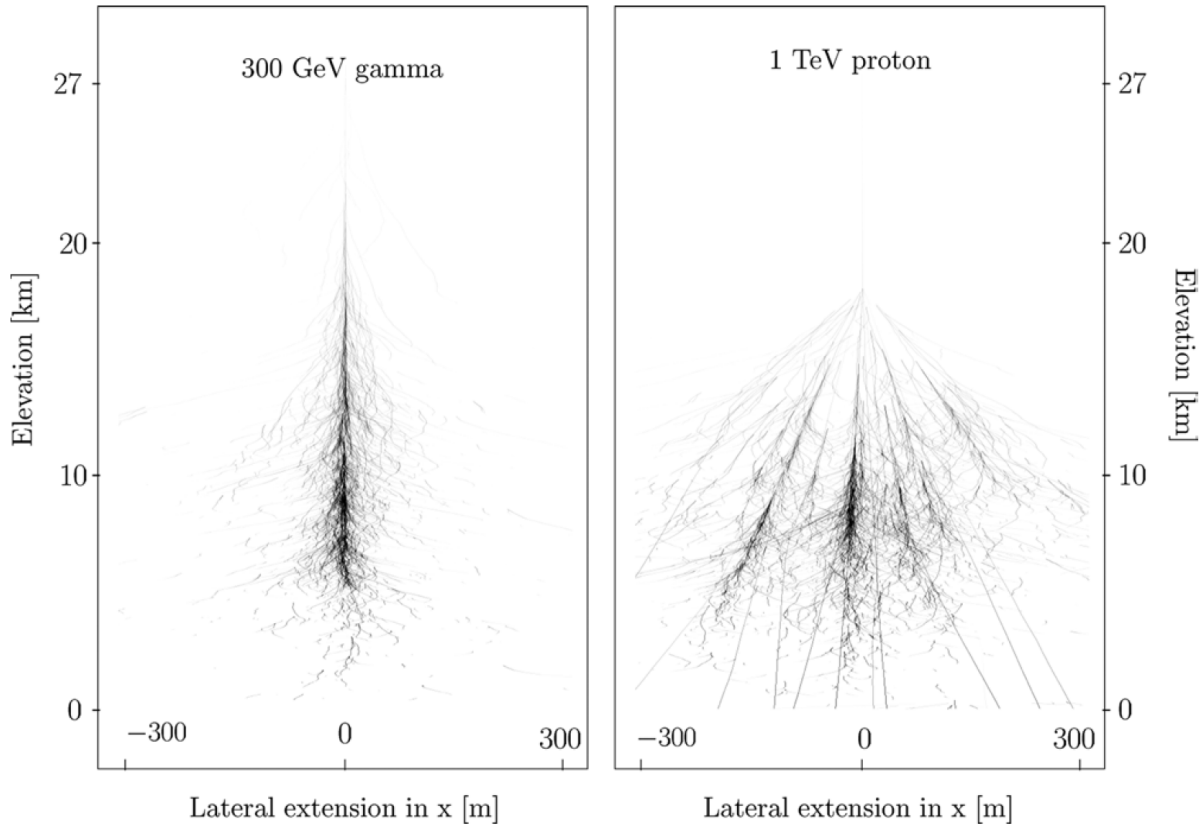 300 GeV gamma
27
20
10
0
Elevation [km]
−300
0
300
Lateral extension in x [m]
1 TeV proton
27
20
10
0
Elevation [km]
−300
0
300
Lateral extension in x [m]